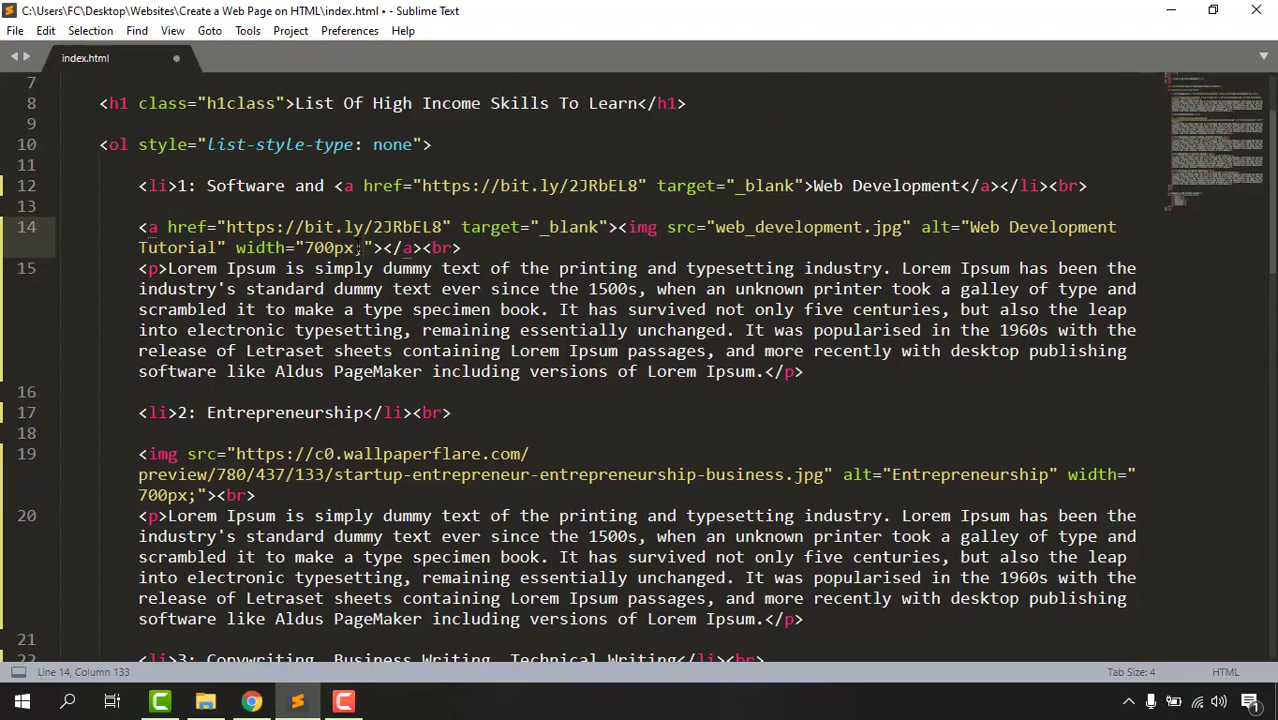 C:\Users\FC\Desktop\Websites\Create a Web Page on HTML\index.html • - Sublime Text
File Edit Selection Find View Goto Tools Project Preferences Help
index.html
7
8 <h1 class="h1class">List Of High Income Skills To Learn</h1>
9
10 <ol style="list-style-type: none">
11
12 <li>1: Software and <a href="https://bit.ly/2JRbEL8" target="_blank">Web Development</a></li><br>
13
14 <a href="https://bit.ly/2JRbEL8" target="_blank"><img src="web_development.jpg" alt="Web Development
Tutorial" width="700px;"></a><br>
15 <p>Lorem Ipsum is simply dummy text of the printing and typesetting industry. Lorem Ipsum has been the
industry's standard dummy text ever since the 1500s, when an unknown printer took a galley of type and
scrambled it to make a type specimen book. It has survived not only five centuries, but also the leap
into electronic typesetting, remaining essentially unchanged. It was popularised in the 1960s with the
release of Letraset sheets containing Lorem Ipsum passages, and more recently with desktop publishing
software like Aldus PageMaker including versions of Lorem Ipsum.</p>
16
17 <li>2: Entrepreneurship</li><br>
18
19 <img src="https://c0.wallpaperflare.com/
preview/780/437/133/startup-entrepreneur-entrepreneurship-business.jpg" alt="Entrepreneurship" width="
700px;"><br>
20 <p>Lorem Ipsum is simply dummy text of the printing and typesetting industry. Lorem Ipsum has been the
industry's standard dummy text ever since the 1500s, when an unknown printer took a galley of type and
scrambled it to make a type specimen book. It has survived not only five centuries, but also the leap
into electronic typesetting, remaining essentially unchanged. It was popularised in the 1960s with the
release of Letraset sheets containing Lorem Ipsum passages, and more recently with desktop publishing
software like Aldus PageMaker including versions of Lorem Ipsum.</p>
21
22 <li>3: Copywriting, Business Writing, Technical Writing</li><br>
Line 14, Column 133 Tab Size: 4 HTML